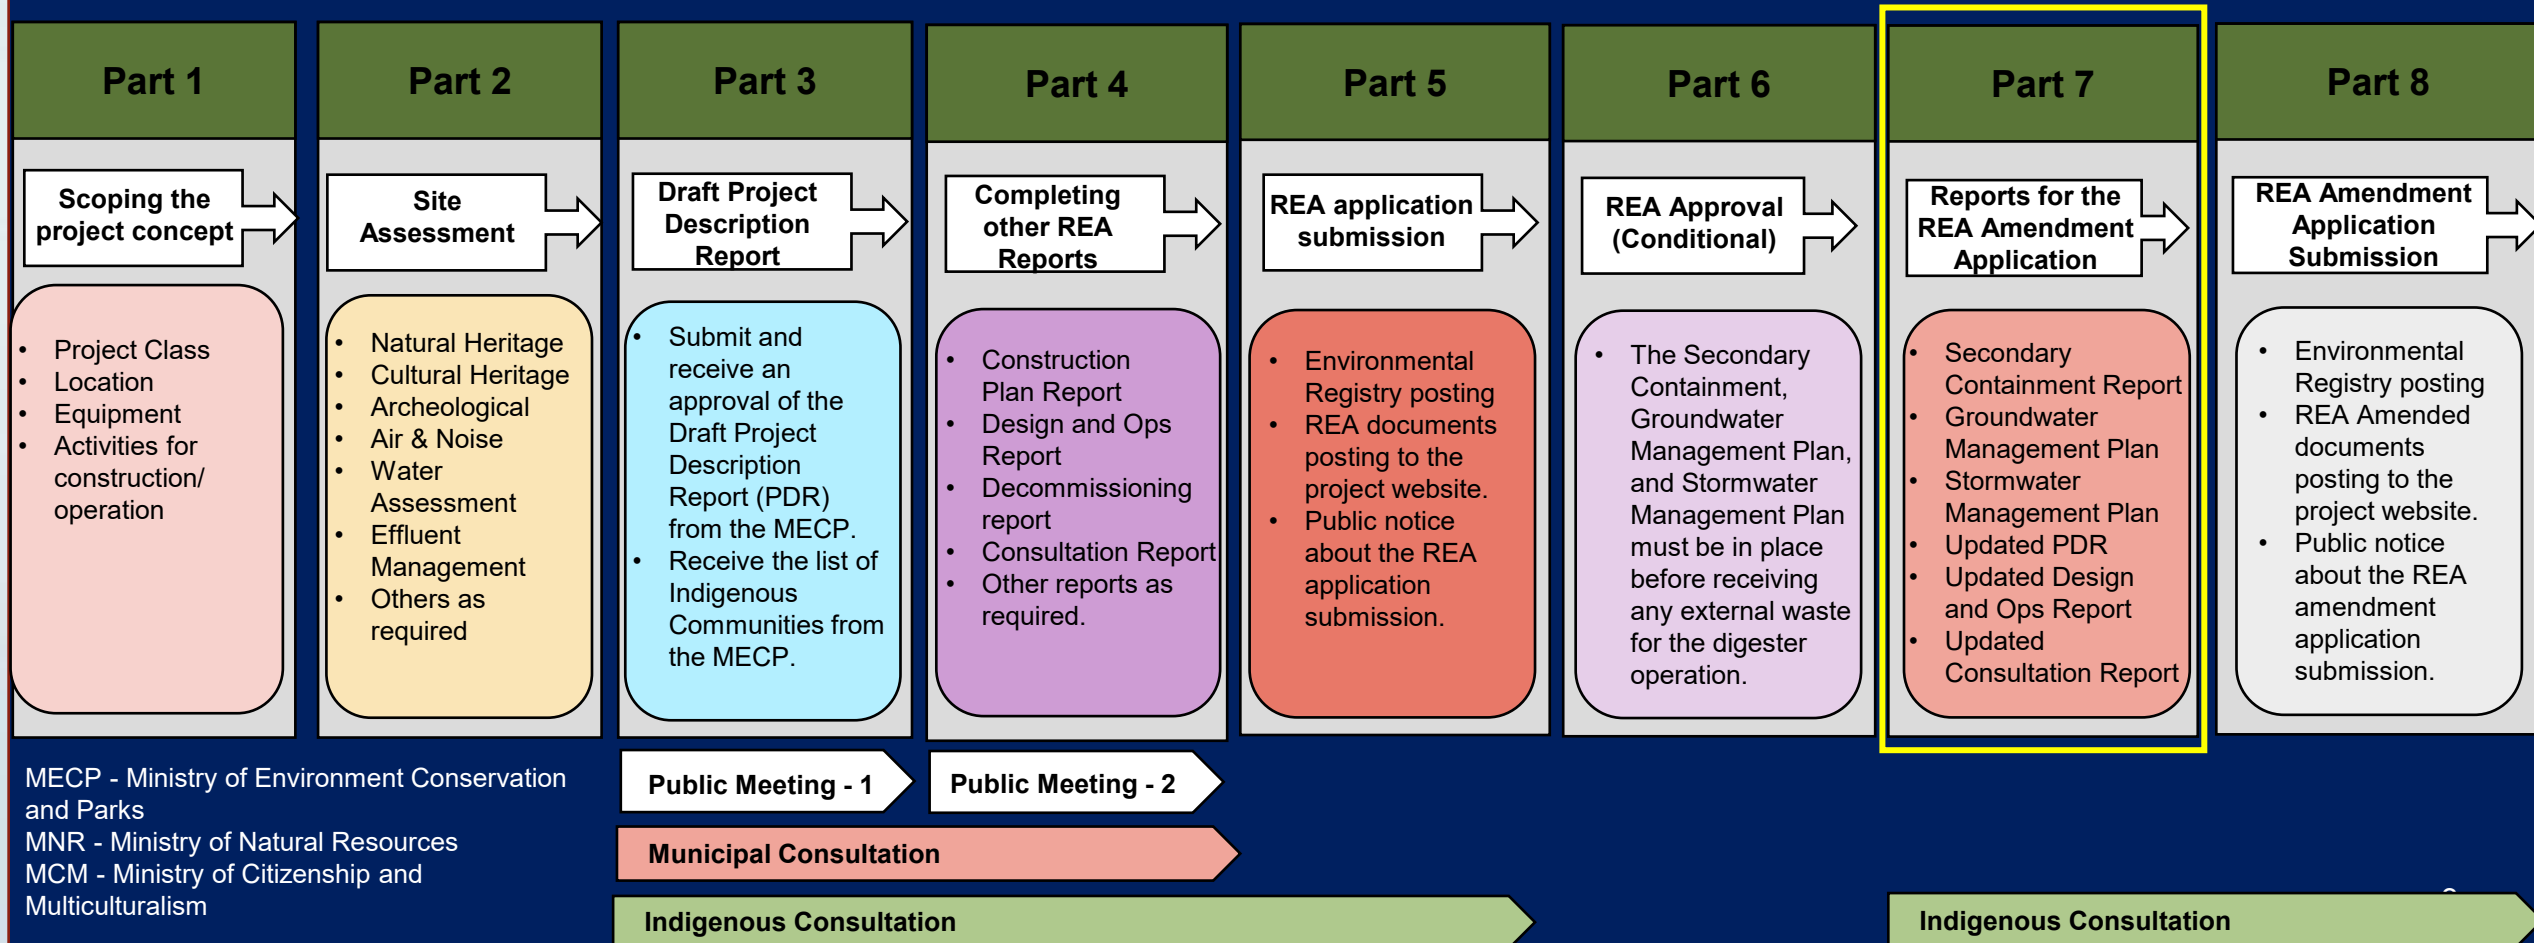 Part 1
Scoping the
project concept
• Project Class
• Location
• Equipment
• Activities for
construction/
operation
Part 2
Site
Assessment
• Natural Heritage
• Cultural Heritage
• Archeological
• Air & Noise
• Water
Assessment
• Effluent
Management
• Others as
required
Part 3
Draft Project
Description
Report
• Submit and
receive an
approval of the
Draft Project
Description
Report (PDR)
from the MECP.
• Receive the list of
Indigenous
Communities from
the MECP.
Part 4
Completing
other REA
Reports
• Construction
Plan Report
• Design and Ops
Report
• Decommissioning
report
• Consultation Report
• Other reports as
required.
Part 5
REA application
submission
• Environmental
Registry posting
• REA documents
posting to the
project website.
• Public notice
about the REA
application
submission.
Part 6
REA Approval
(Conditional)
• The Secondary
Containment,
Groundwater
Management Plan,
and Stormwater
Management Plan
must be in place
before receiving
any external waste
for the digester
operation.
Part 7
Reports for the
REA Amendment
Application
• Secondary
Containment Report
• Groundwater
Management Plan
• Stormwater
Management Plan
• Updated PDR
• Updated Design
and Ops Report
• Updated
Consultation Report
Part 8
REA Amendment
Application
Submission
• Environmental
Registry posting
• REA Amended
documents
posting to the
project website.
• Public notice
about the REA
amendment
application
submission.
MECP - Ministry of Environment Conservation
and Parks
MNR - Ministry of Natural Resources
MCM - Ministry of Citizenship and
Multiculturalism
Public Meeting - 1
Public Meeting - 2
Municipal Consultation
Indigenous Consultation
Indigenous Consultation